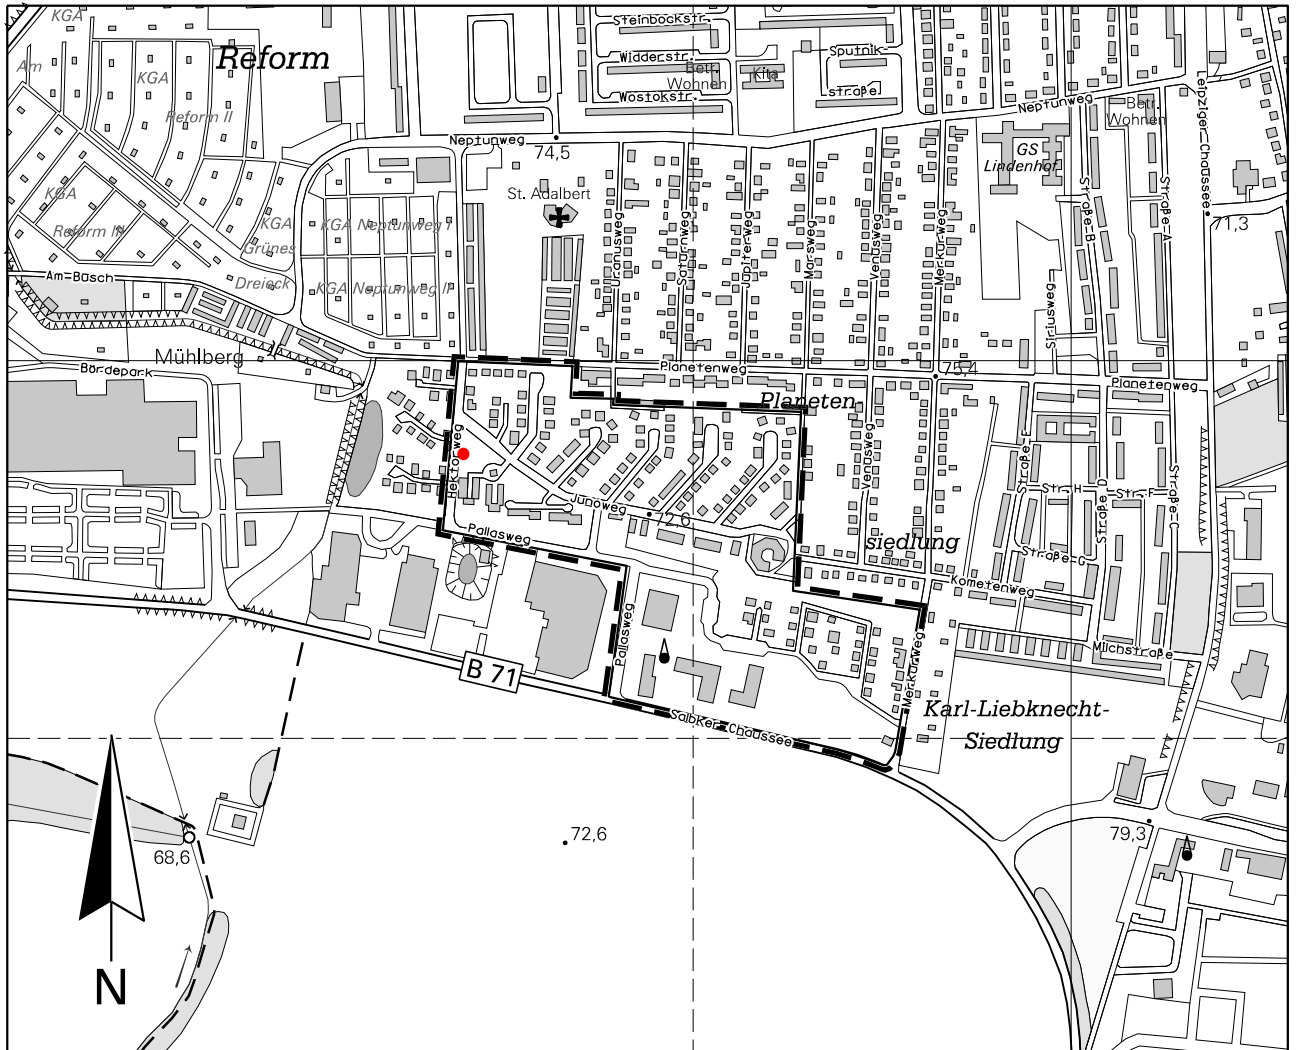 KGA
Reform
Am
KGA
Reform II
KGA
Reform II
KGA
Grünes
Dreieck
KGA Neptunweg I
KGA Neptunweg II
Steinbockstr.
Widderstr.
Wostokstr.
Betr.
Wohnen
Kita
Sputnik-
straße
Neptunweg
74,5
Neptunweg
Betr.
Wohnen
Leipziger-Chaussee
GS
Lindenhof
St. Adalbert
Uranusweg
Saturnweg
Jupiterweg
Marsweg
Venusweg
Merkurweg
Siriusweg
Straße-B
Straße-A
71,3
Am-Büsch
Mühlberg
Bördepark
Planetenweg
75,4
Planetenweg
Planeten-
siedlung
Hektorweg
Junoweg
72,6
Venusweg
Straße-E
Str.-H
Straße-D
Str.-F
Straße-C
Straße-G
Pallasweg
Pallasweg
Kometenweg
Milchstraße
Merkurweg
B 71
Salbker-Chaussee
Karl-Liebknecht-
Siedlung
72,6
79,3
68,6
N